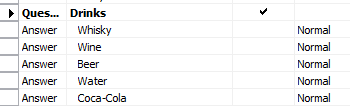 Ques... Drinks
Answer Whisky Normal
Answer Wine Normal
Answer Beer Normal
Answer Water Normal
Answer Coca-Cola Normal